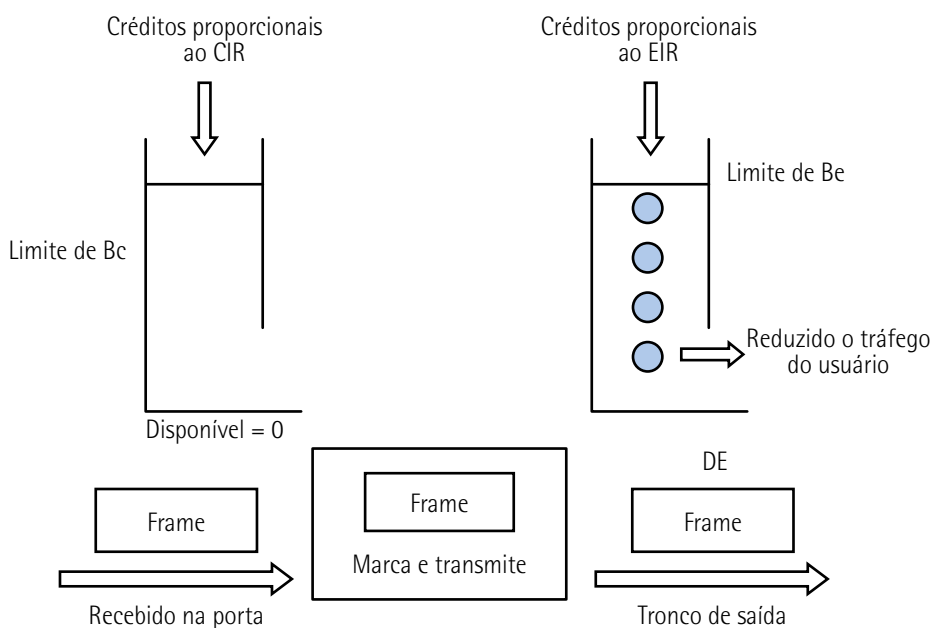 Créditos proporcionais
ao CIR
Créditos proporcionais
ao EIR
Limite de Be
Limite de Bc
Reduzido o tráfego
do usuário
Disponível = 0
DE
Frame
Frame
Frame
Marca e transmite
Recebido na porta
Tronco de saída